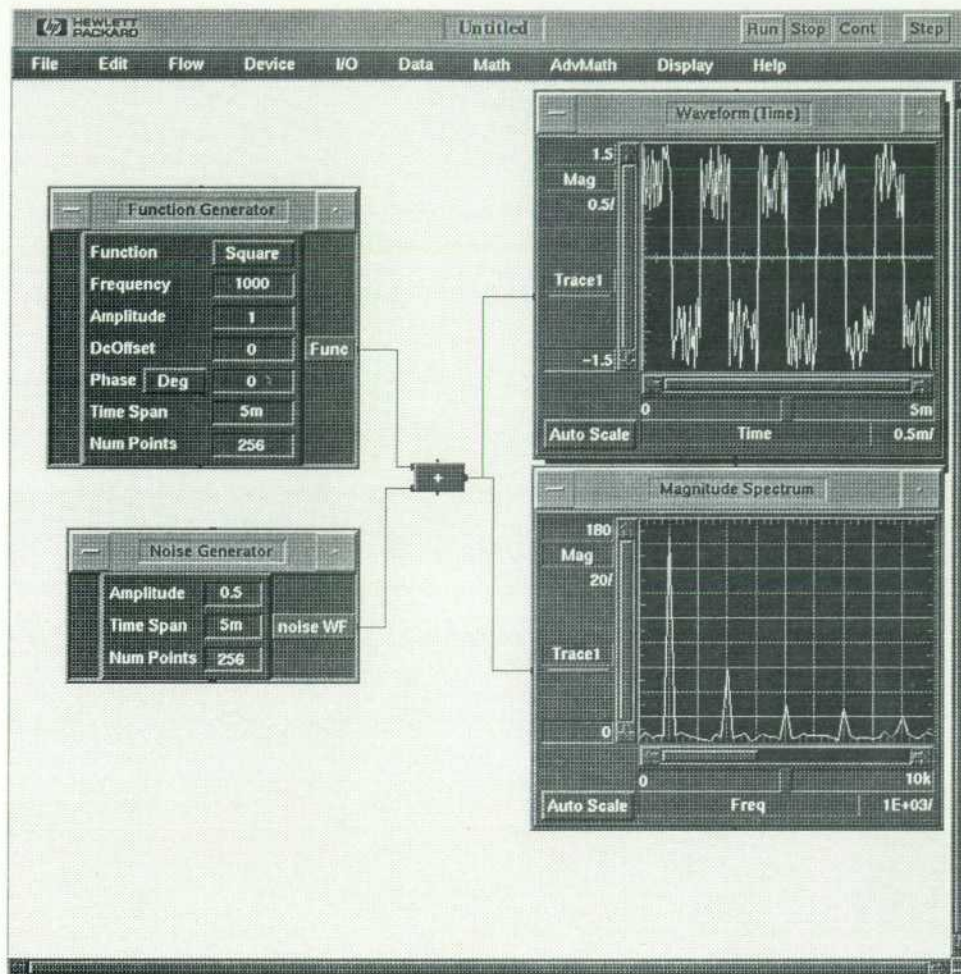 HEWLETT PACKARD
Untitled
Run Stop Cont Step
File Edit Flow Device I/O Data Math AdvMath Display Help
Function Generator
Function Square
Frequency 1000
Amplitude 1
DcOffset 0
Phase Deg 0
Time Span 5m
Num Points 256
Func
Noise Generator
Amplitude 0.5
Time Span 5m
Num Points 256
noise WF
+
Waveform (Time)
1.5
Mag
0.5/
Trace1
-1.5
0 5m
Auto Scale Time 0.5m/
Magnitude Spectrum
180
Mag
20/
Trace1
0
0 10k
Auto Scale Freq 1E+03/